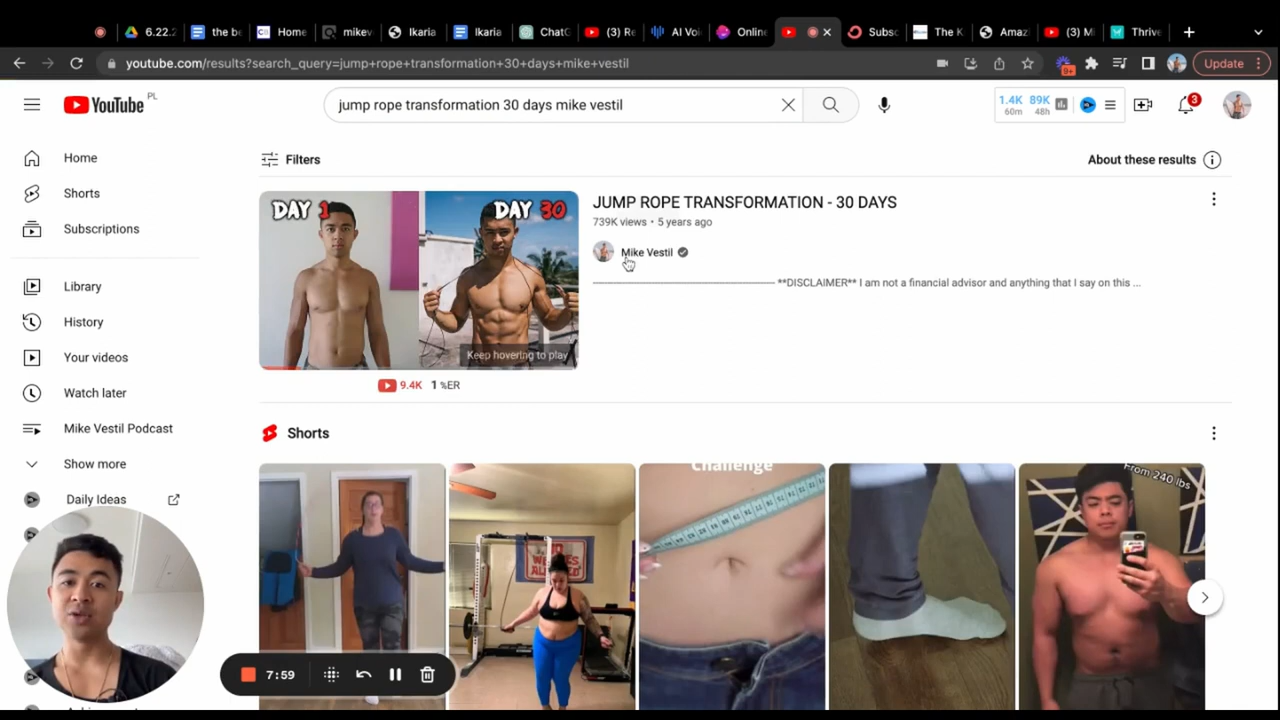 6.22.2
the be
Home
mikev
Ikaria
Ikaria
ChatG
(3) Re
AI Voi
Online
Subsc
The K
Amaz
(3) Mi
Thrive
youtube.com/results?search_query=jump+rope+transformation+30+days+mike+vestil
9+
Update
YouTube PL
jump rope transformation 30 days mike vestil
1.4K 89K
60m 48h
3
Home
Shorts
Subscriptions
Library
History
Your videos
Watch later
Mike Vestil Podcast
Show more
Daily Ideas
Filters
About these results
DAY 1
DAY 30
Keep hovering to play
9.4K 1 %ER
JUMP ROPE TRANSFORMATION - 30 DAYS
739K views • 5 years ago
Mike Vestil
**DISCLAIMER** I am not a financial advisor and anything that I say on this ...
Shorts
Challenge
From 240 lbs
7:59